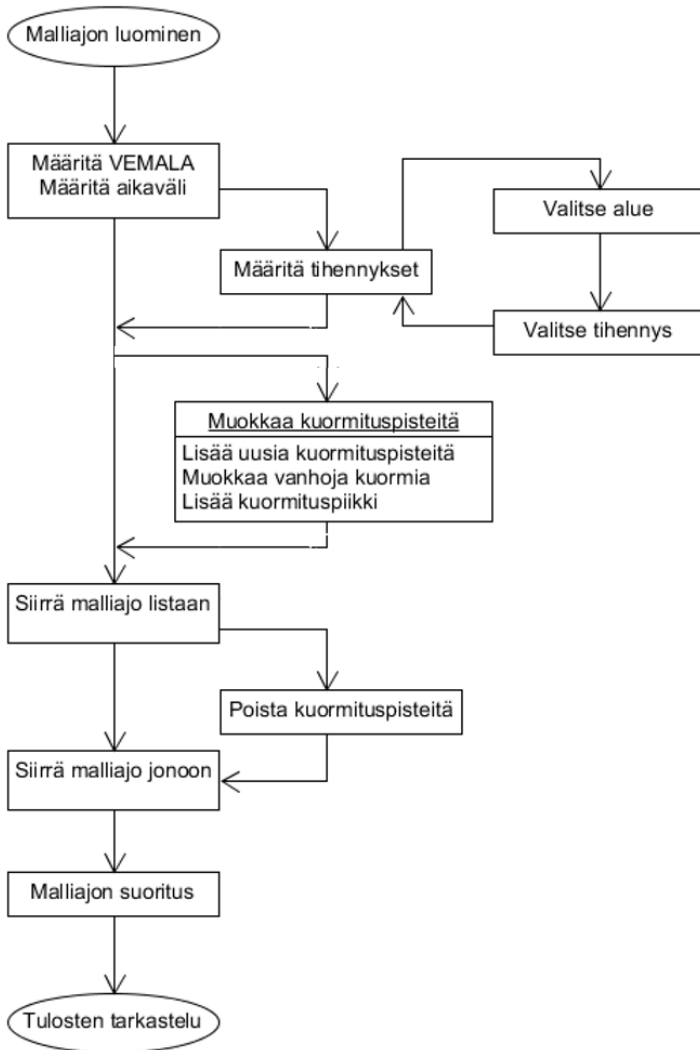 Malliajon luominen
Määritä VEMALA
Määritä aikaväli
Valitse alue
Määritä tihennykset
Valitse tihennys
Muokkaa kuormituspisteitä
Lisää uusia kuormituspisteitä
Muokkaa vanhoja kuormia
Lisää kuormituspiikki
Siirrä malliajo listaan
Poista kuormituspisteitä
Siirrä malliajo jonoon
Malliajon suoritus
Tulosten tarkastelu